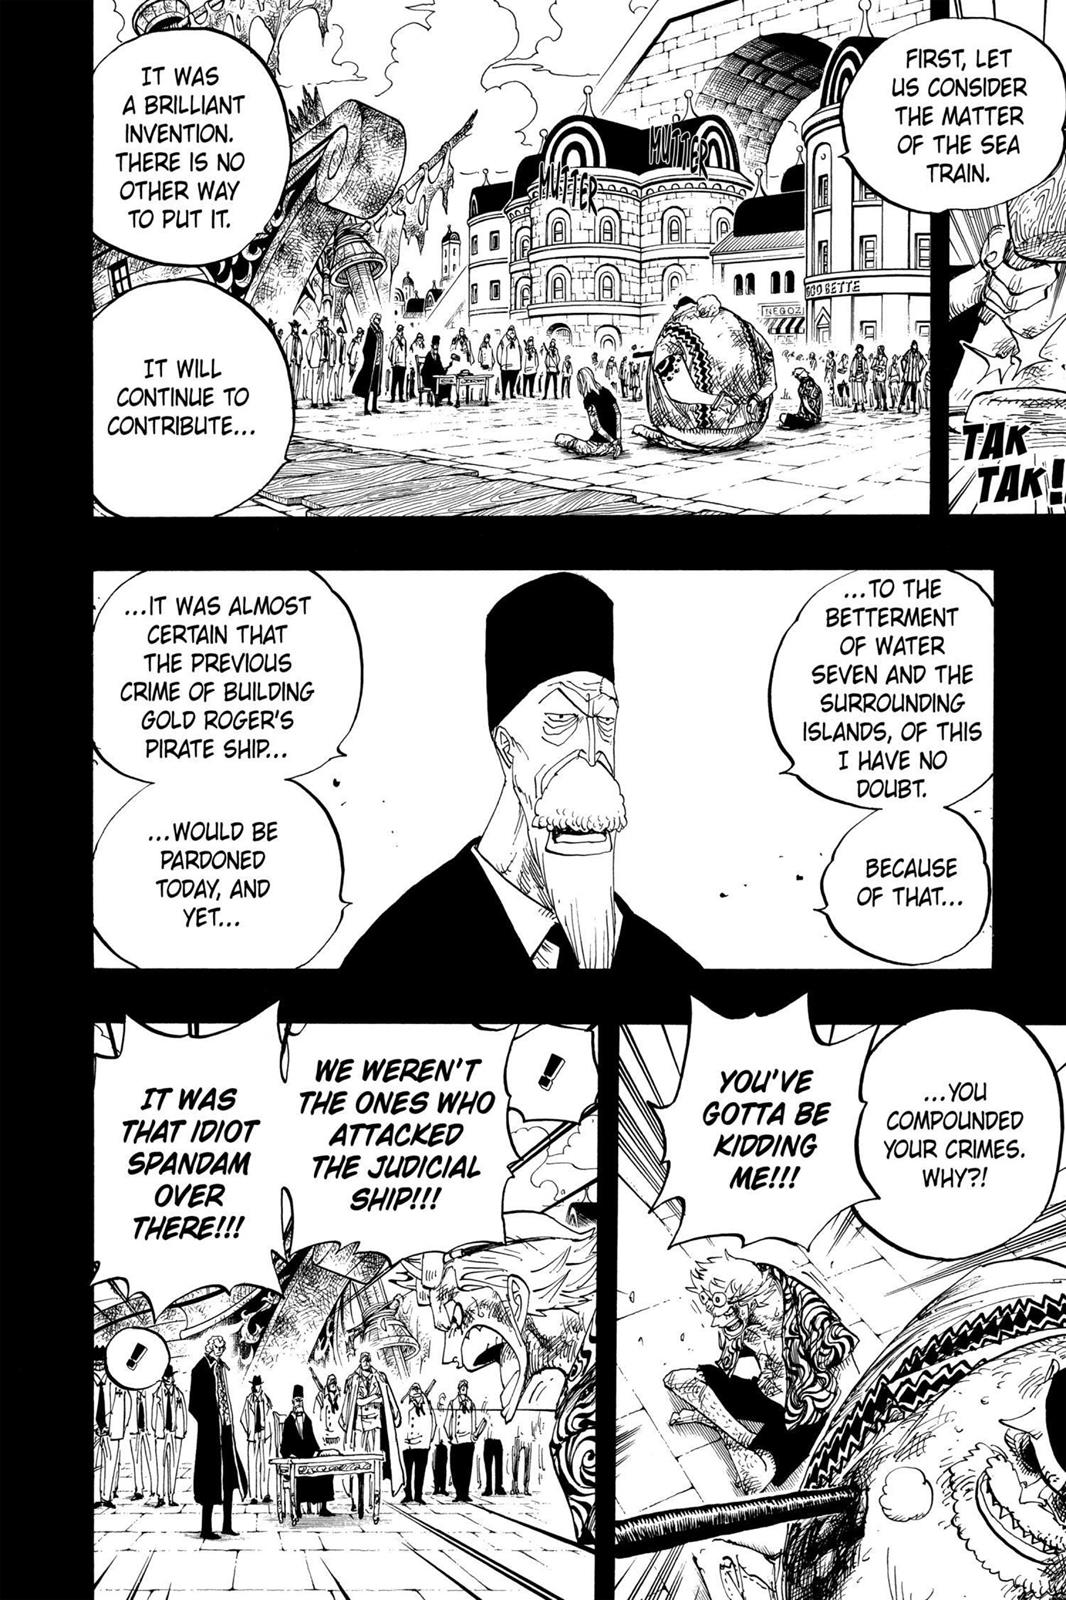 FIRST, LET
US CONSIDER
THE MATTER
OF THE SEA
TRAIN.
TAK
TAK!!
IT WAS
A BRILLIANT
INVENTION.
THERE IS NO
OTHER WAY
TO PUT IT.
MUTTER
MUTTER
GO BETTE
NEGOZI
IT WILL
CONTINUE TO
CONTRIBUTE...
...TO THE
BETTERMENT
OF WATER
SEVEN AND THE
SURROUNDING
ISLANDS, OF THIS
I HAVE NO
DOUBT.
BECAUSE
OF THAT...
...IT WAS ALMOST
CERTAIN THAT
THE PREVIOUS
CRIME OF BUILDING
GOLD ROGER'S
PIRATE SHIP...
...WOULD BE
PARDONED
TODAY, AND
YET...
...YOU
COMPOUNDED
YOUR CRIMES.
WHY?!
YOU'VE
GOTTA BE
KIDDING
ME!!!
!
WE WEREN'T
THE ONES WHO
ATTACKED
THE JUDICIAL
SHIP!!!
IT WAS
THAT IDIOT
SPANDAM
OVER
THERE!!!
!